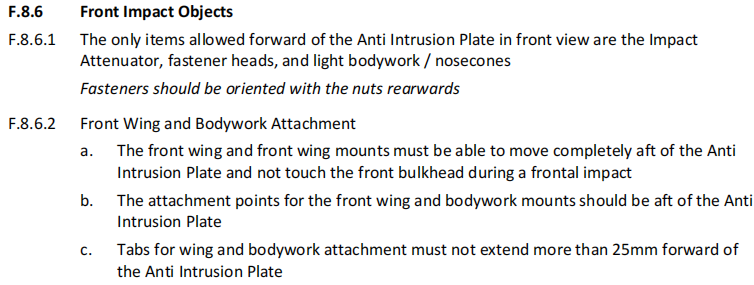 F.8.6 Front Impact Objects
F.8.6.1 The only items allowed forward of the Anti Intrusion Plate in front view are the Impact
Attenuator, fastener heads, and light bodywork / nosecones
Fasteners should be oriented with the nuts rearwards
F.8.6.2 Front Wing and Bodywork Attachment
a. The front wing and front wing mounts must be able to move completely aft of the Anti
Intrusion Plate and not touch the front bulkhead during a frontal impact
b. The attachment points for the front wing and bodywork mounts should be aft of the Anti
Intrusion Plate
c. Tabs for wing and bodywork attachment must not extend more than 25mm forward of
the Anti Intrusion Plate